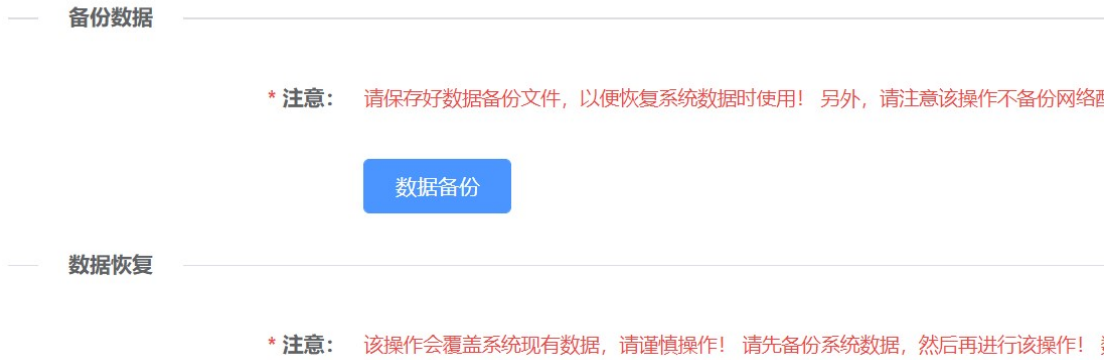 备份数据
* 注意： 请保存好数据备份文件，以便恢复系统数据时使用！ 另外，请注意该操作不备份网络
数据备份
数据恢复
* 注意： 该操作会覆盖系统现有数据，请谨慎操作！ 请先备份系统数据，然后再进行该操作！